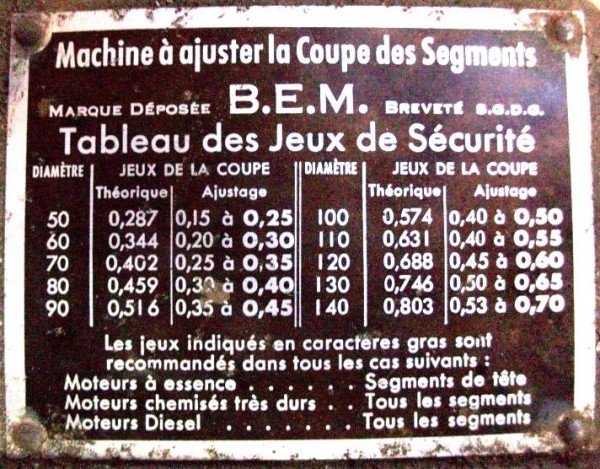 Machine à ajuster la Coupe des Segments
MARQUE DÉPOSÉE B.E.M. BREVETÉ S.G.D.G.
Tableau des Jeux de Sécurité
DIAMÈTRE JEUX DE LA COUPE DIAMÈTRE JEUX DE LA COUPE
Théorique Ajustage Théorique Ajustage
50 0,287 0,15 à 0,25 100 0,574 0,40 à 0,50
60 0,344 0,20 à 0,30 110 0,631 0,40 à 0,55
70 0,402 0,25 à 0,35 120 0,688 0,45 à 0,60
80 0,459 0,30 à 0,40 130 0,746 0,50 à 0,65
90 0,516 0,35 à 0,45 140 0,803 0,53 à 0,70
Les jeux indiqués en caractères gras sont
recommandés dans tous les cas suivants :
Moteurs à essence . . . . . . Segments de tête
Moteurs chemisés très durs . . Tous les segments
Moteurs Diesel . . . . . . . Tous les segments